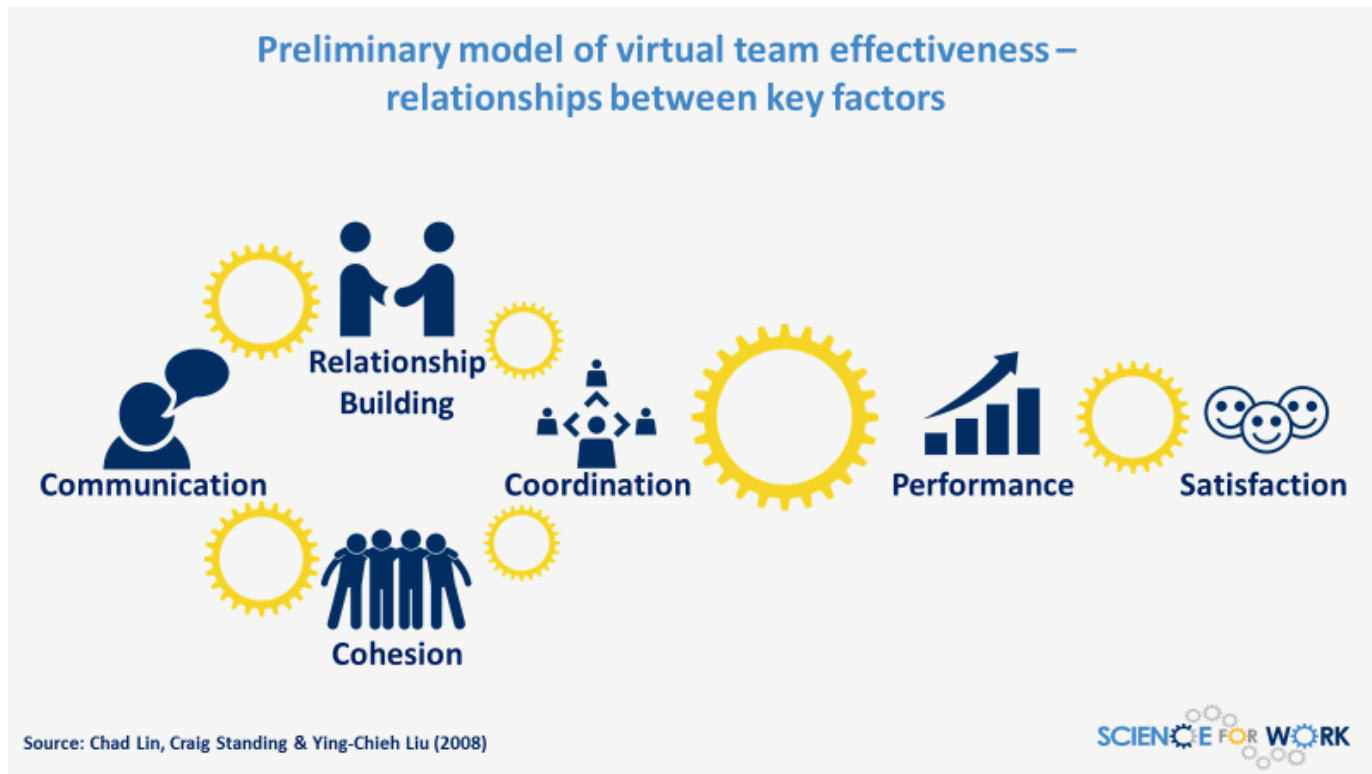 Preliminary model of virtual team effectiveness –
relationships between key factors
Relationship
Building
Communication
Coordination
Performance
Satisfaction
Cohesion
Source: Chad Lin, Craig Standing & Ying-Chieh Liu (2008)
SCIENCE FOR WORK